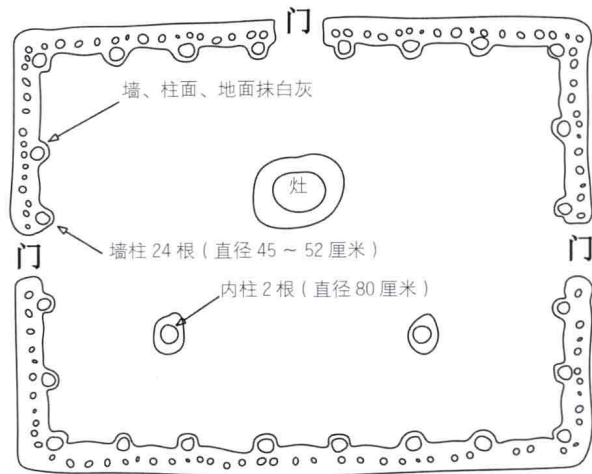 门
墙、柱面、地面抹白灰
灶
墙柱 24 根（直径 45 ～ 52 厘米）
门
门
内柱 2 根（直径 80 厘米）